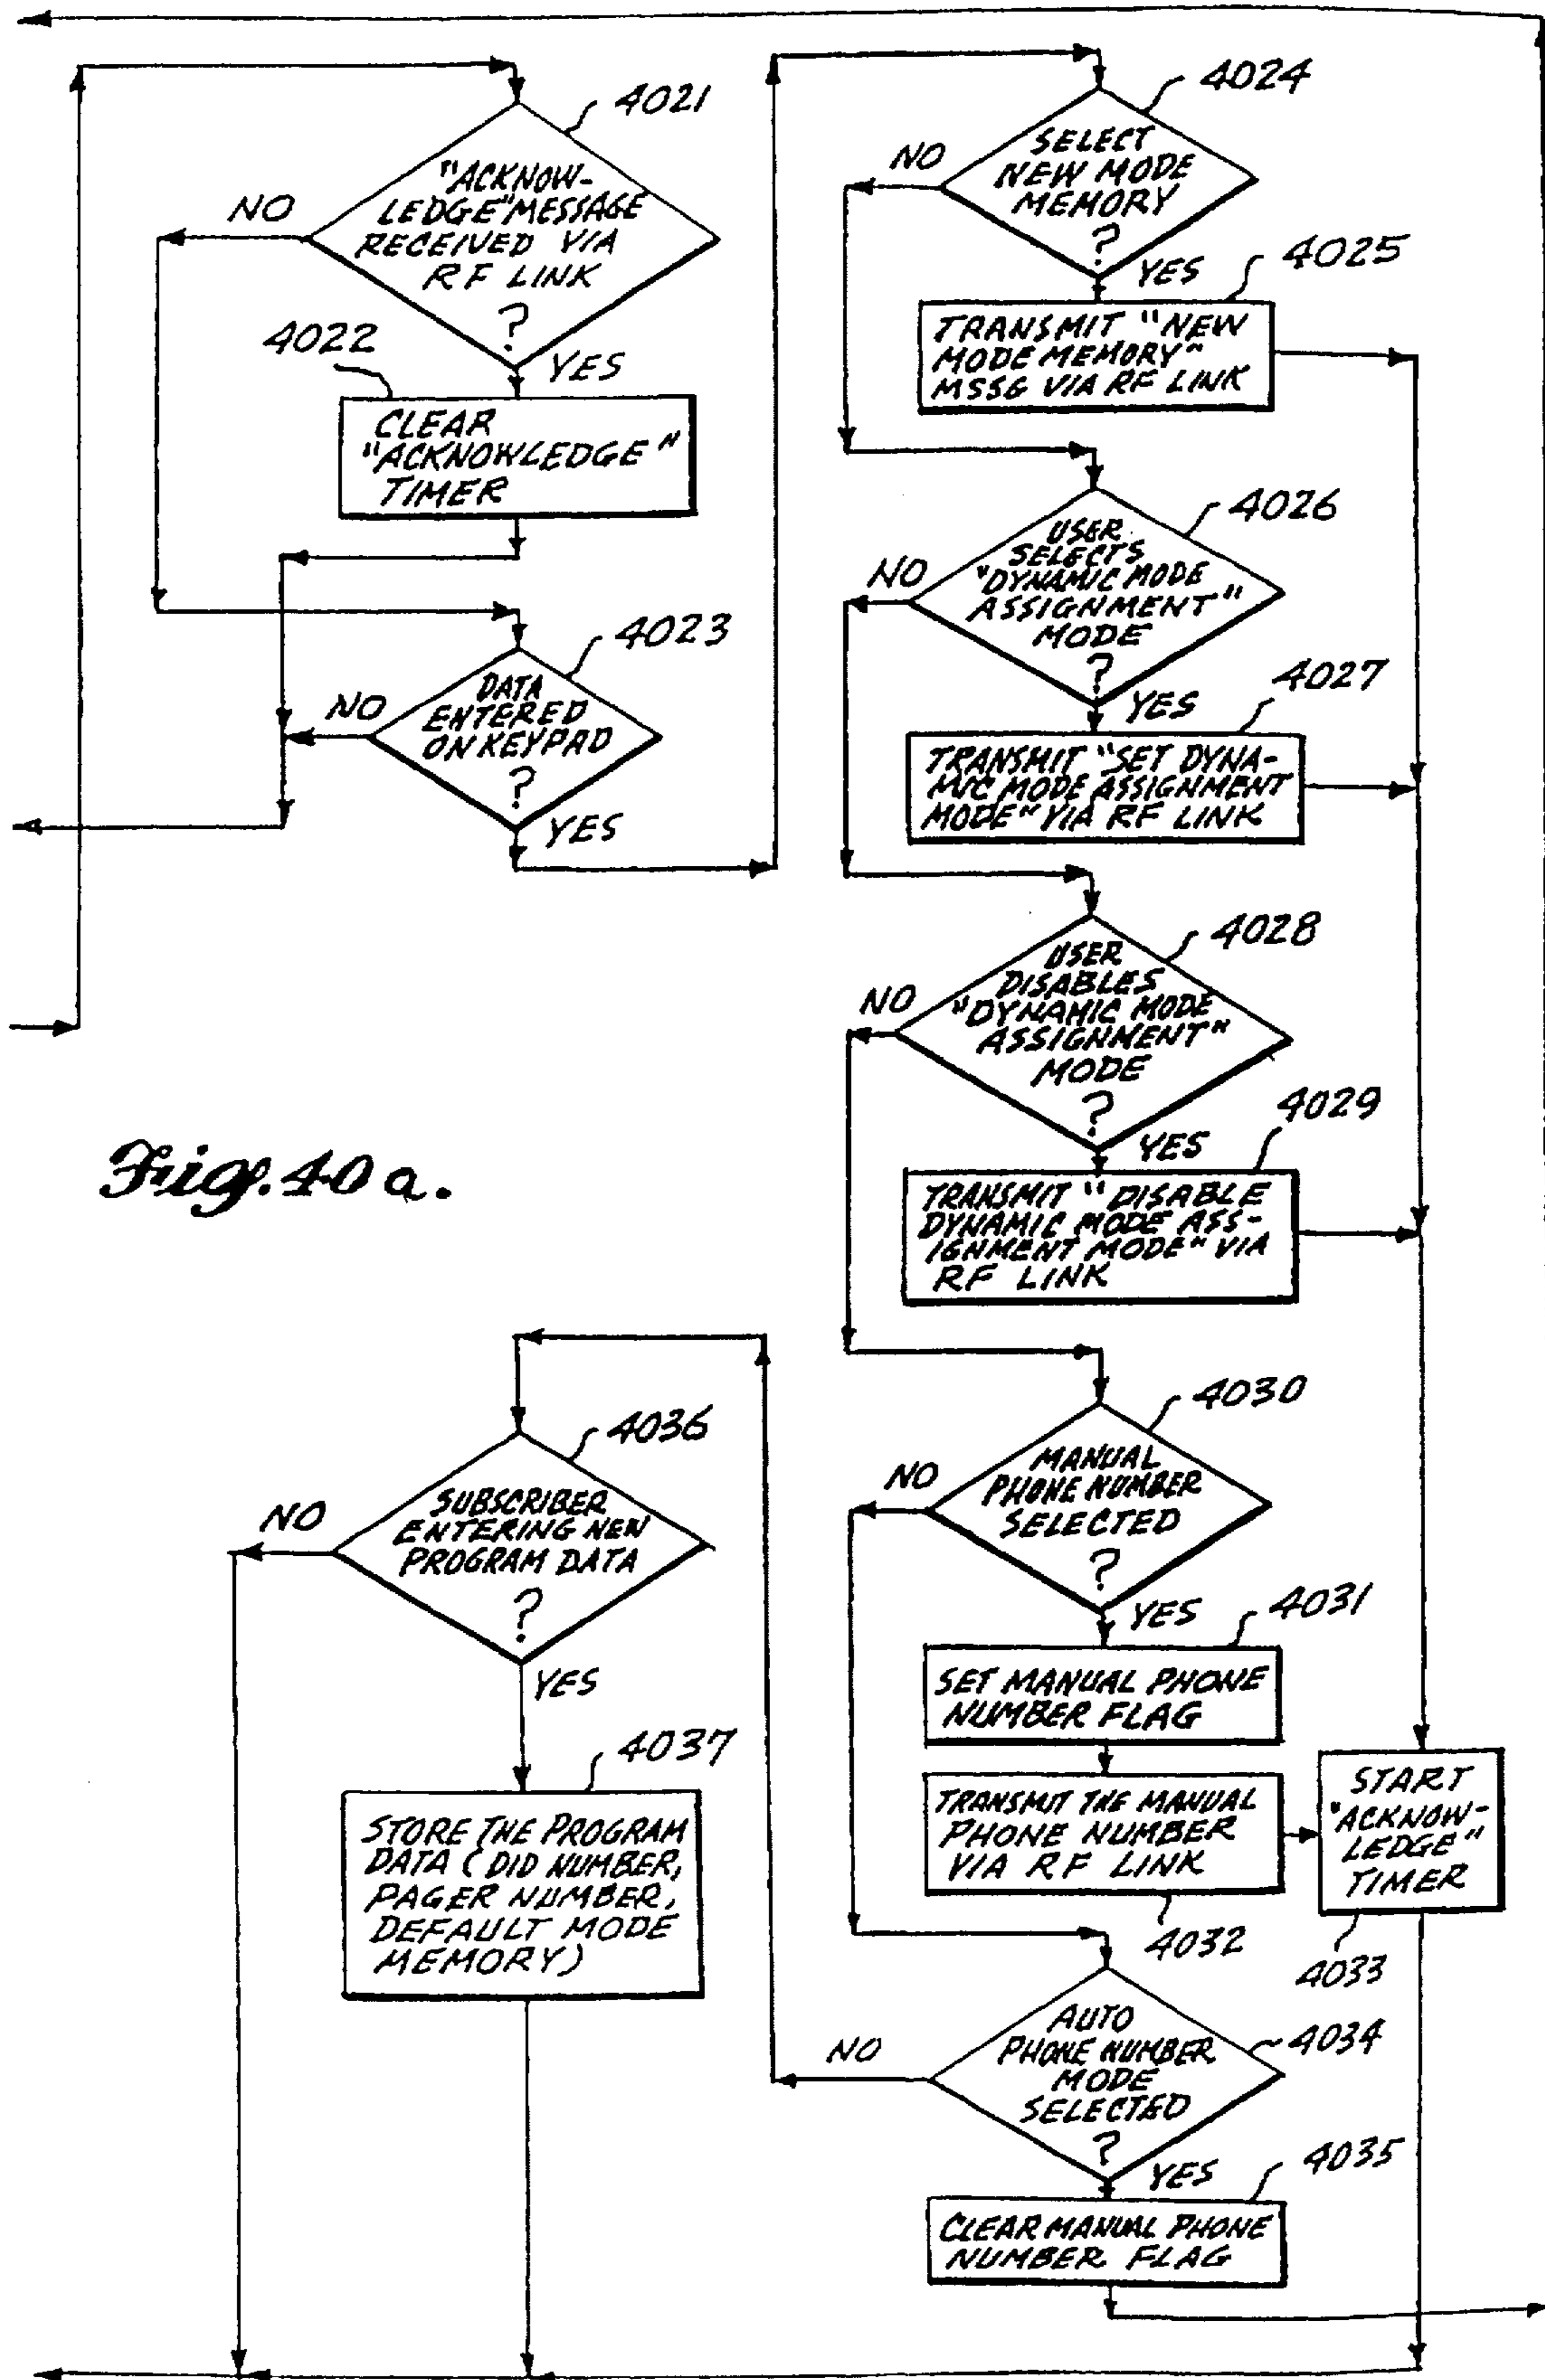 4021
"ACKNOW-
LEDGE" MESSAGE
RECEIVED VIA
RF LINK
?
NO
YES
4022
CLEAR
"ACKNOWLEDGE"
TIMER
4023
DATA
ENTERED
ON KEYPAD
?
NO
YES
4024
SELECT
NEW MODE
MEMORY
?
NO
YES
4025
TRANSMIT "NEW
MODE MEMORY"
MSSG VIA RF LINK
4026
USER
SELECTS
"DYNAMIC MODE
ASSIGNMENT"
MODE
?
NO
YES
4027
TRANSMIT "SET DYNA-
MIC MODE ASSIGNMENT
MODE" VIA RF LINK
4028
USER
DISABLES
"DYNAMIC MODE
ASSIGNMENT"
MODE
?
NO
YES
4029
TRANSMIT "DISABLE
DYNAMIC MODE ASS-
IGNMENT MODE" VIA
RF LINK
Fig. 40a.
4030
MANUAL
PHONE NUMBER
SELECTED
?
NO
YES
4031
SET MANUAL PHONE
NUMBER FLAG
TRANSMIT THE MANUAL
PHONE NUMBER
VIA RF LINK
4032
START
"ACKNOW-
LEDGE"
TIMER
4033
AUTO
PHONE NUMBER
MODE
SELECTED
?
4034
NO
YES
4035
CLEAR MANUAL PHONE
NUMBER FLAG
4036
SUBSCRIBER
ENTERING NEW
PROGRAM DATA
?
NO
YES
4037
STORE THE PROGRAM
DATA (DID NUMBER,
PAGER NUMBER,
DEFAULT MODE
MEMORY)